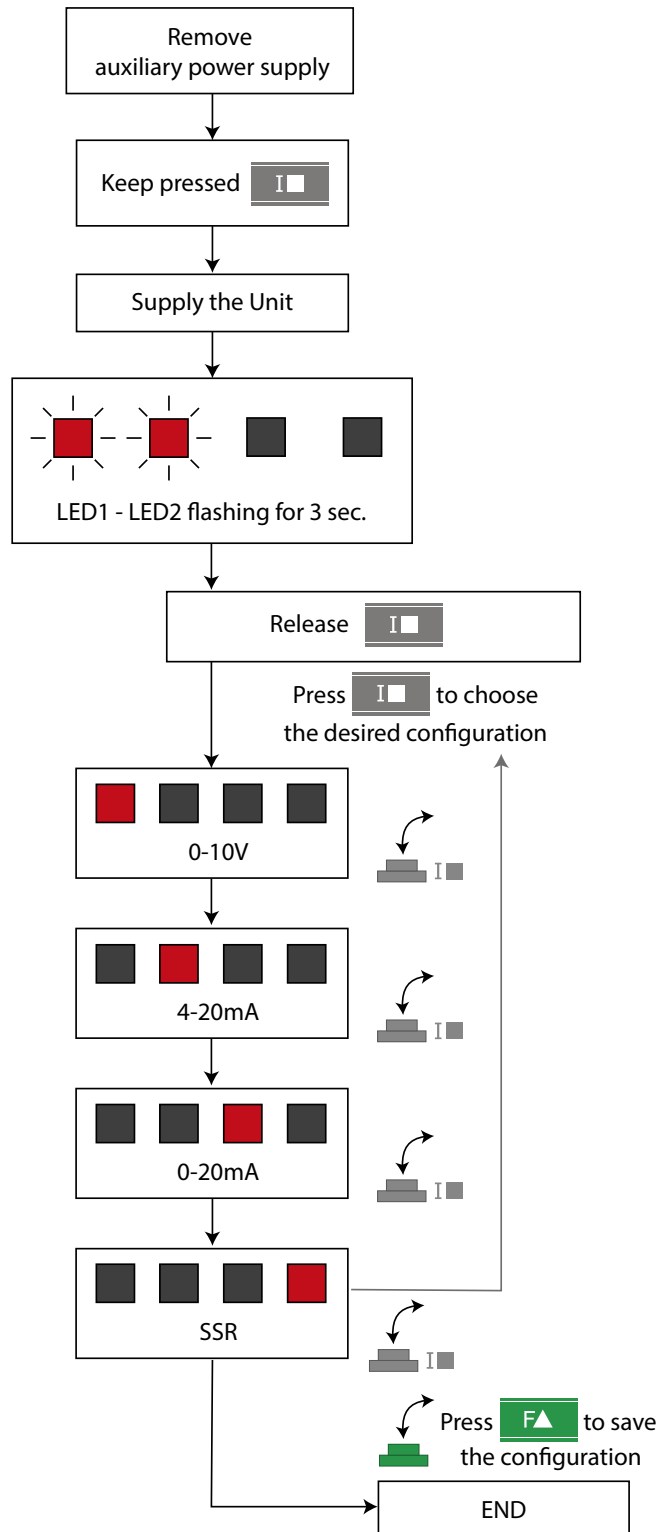 Remove
auxiliary power supply
Keep pressed I■
Supply the Unit
LED1 - LED2 flashing for 3 sec.
Release I■
Press I■ to choose
the desired configuration
0-10V
I■
4-20mA
I■
0-20mA
I■
SSR
I■
Press F▲ to save
the configuration
END